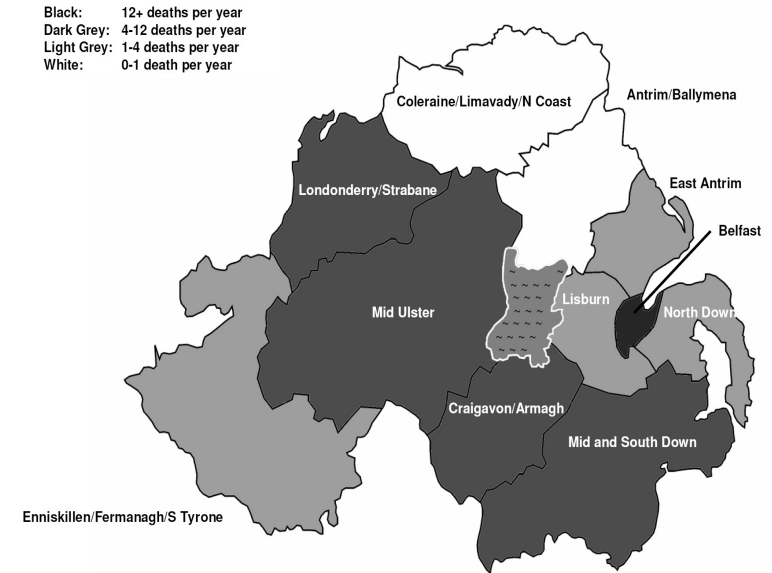 Black: 12+ deaths per year
Dark Grey: 4-12 deaths per year
Light Grey: 1-4 deaths per year
White: 0-1 death per year
Coleraine/Limavady/N Coast
Antrim/Ballymena
Londonderry/Strabane
East Antrim
Belfast
Lisburn
Mid Ulster
North Down
Craigavon/Armagh
Mid and South Down
Enniskillen/Fermanagh/S Tyrone